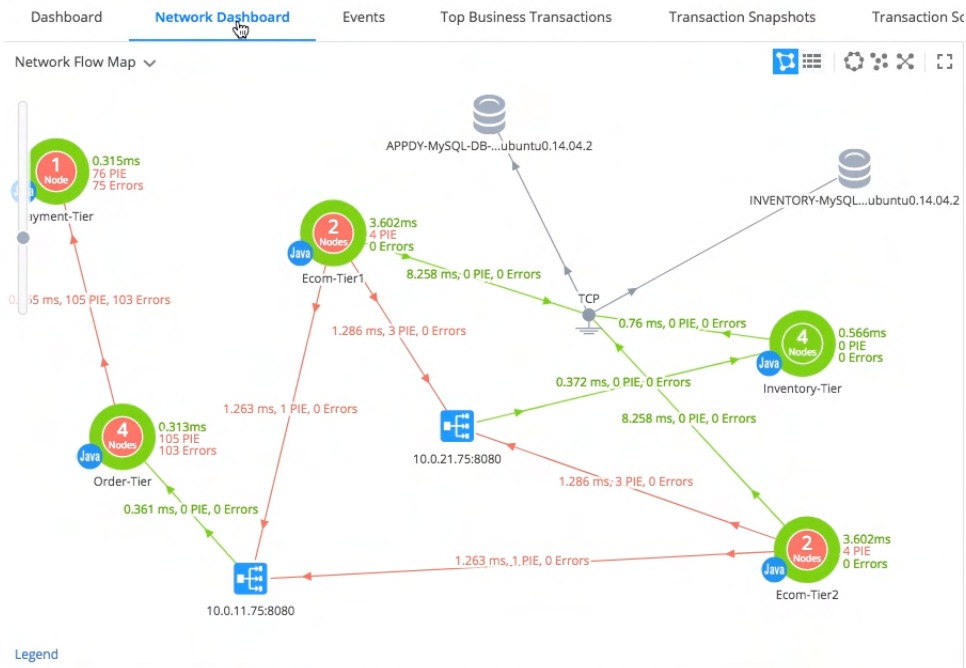 Dashboard
Network Dashboard
Events
Top Business Transactions
Transaction Snapshots
Transaction Sc
Network Flow Map
APPDY-MySQL-DB-...ubuntu0.14.04.2
INVENTORY-MySQL...ubuntu0.14.04.2
1
Node
0.315ms
76 PIE
75 Errors
ayment-Tier
2
Nodes
Java
3.602ms
4 PIE
0 Errors
Ecom-Tier1
8.258 ms, 0 PIE, 0 Errors
TCP
5 ms, 105 PIE, 103 Errors
1.286 ms, 3 PIE, 0 Errors
0.76 ms, 0 PIE, 0 Errors
4
Nodes
Java
0.566ms
0 PIE
0 Errors
Inventory-Tier
0.372 ms, 0 PIE, 0 Errors
1.263 ms, 1 PIE, 0 Errors
8.258 ms, 0 PIE, 0 Errors
4
Nodes
Java
0.313ms
105 PIE
103 Errors
Order-Tier
10.0.21.75:8080
1.286 ms, 3 PIE, 0 Errors
0.361 ms, 0 PIE, 0 Errors
1.263 ms, 1 PIE, 0 Errors
2
Nodes
Java
3.602ms
4 PIE
0 Errors
Ecom-Tier2
10.0.11.75:8080
Legend